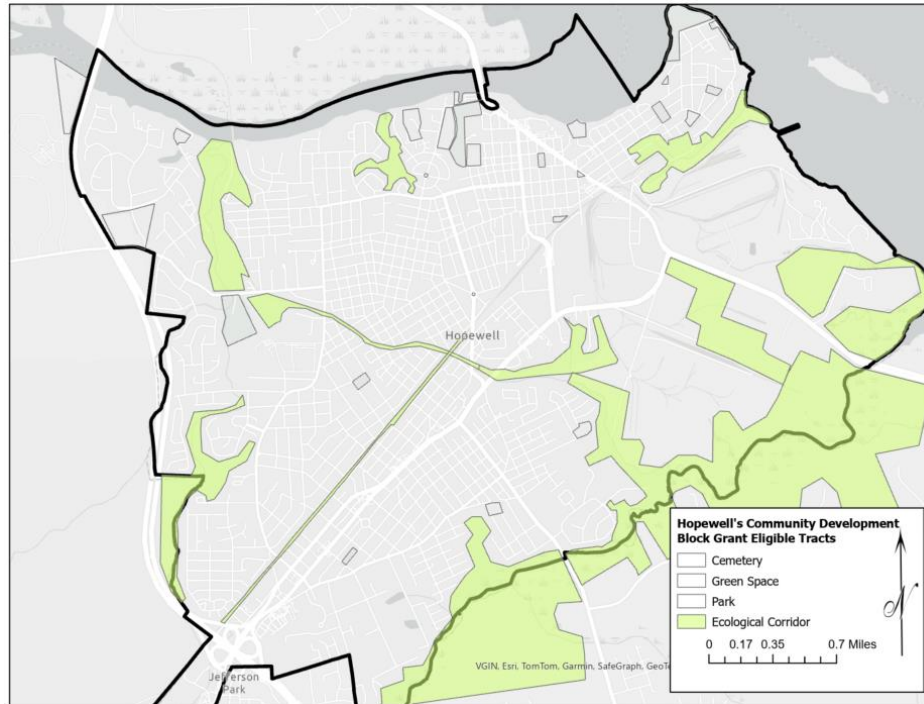 Hopewell
Hopewell's Community Development
Block Grant Eligible Tracts
Cemetery
Green Space
Park
Ecological Corridor
N
0 0.17 0.35 0.7 Miles
VGIN, Esri, TomTom, Garmin, SafeGraph, GeoTe
Jefferson
Park